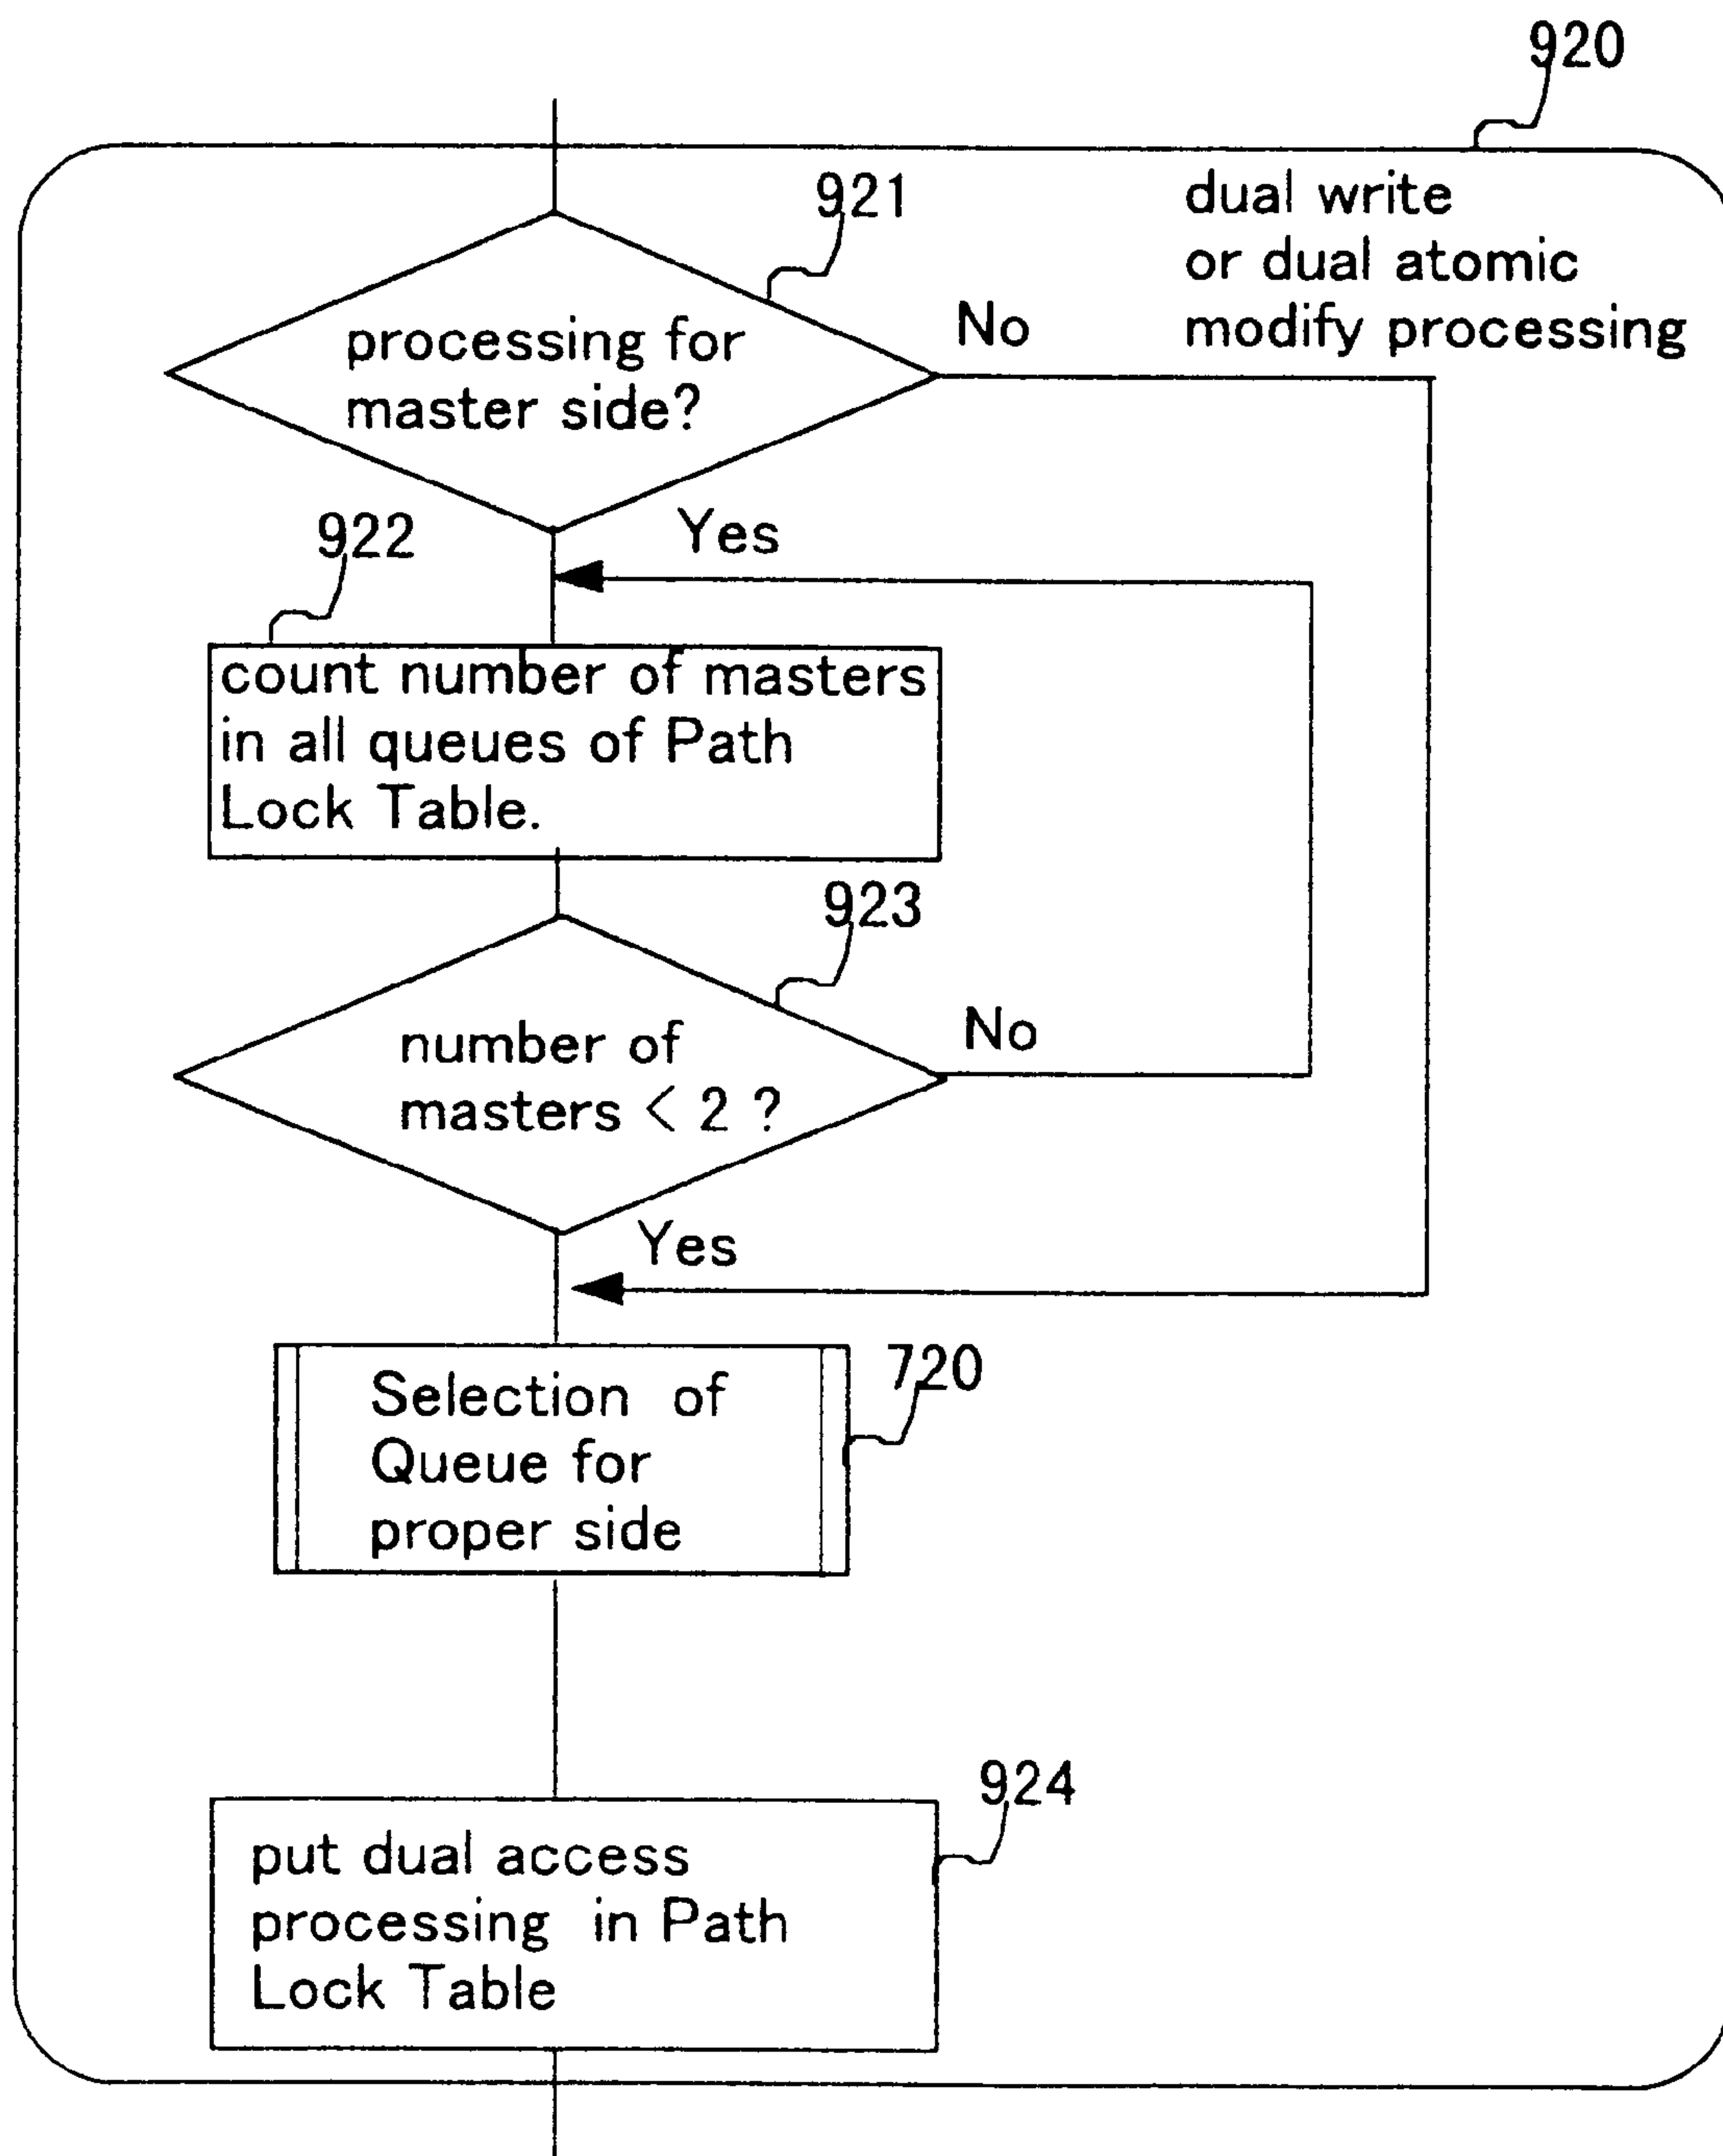 920
dual write
or dual atomic
modify processing
921
processing for
master side?
No
Yes
922
count number of masters
in all queues of Path
Lock Table.
923
number of
masters < 2 ?
No
Yes
720
Selection of
Queue for
proper side
924
put dual access
processing in Path
Lock Table